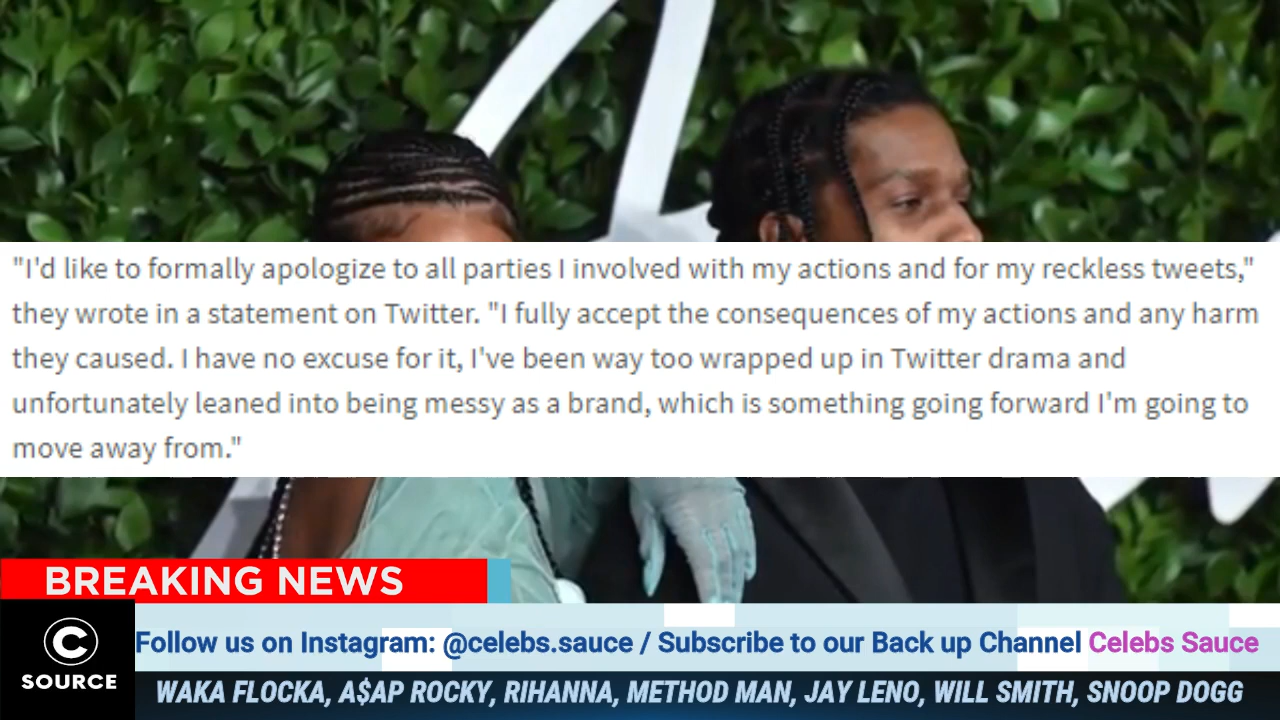 "I'd like to formally apologize to all parties I involved with my actions and for my reckless tweets,"
they wrote in a statement on Twitter. "I fully accept the consequences of my actions and any harm
they caused. I have no excuse for it, I've been way too wrapped up in Twitter drama and
unfortunately leaned into being messy as a brand, which is something going forward I'm going to
move away from."
BREAKING NEWS
C
SOURCE
Follow us on Instagram: @celebs.sauce / Subscribe to our Back up Channel Celebs Sauce
WAKA FLOCKA, A$AP ROCKY, RIHANNA, METHOD MAN, JAY LENO, WILL SMITH, SNOOP DOGG